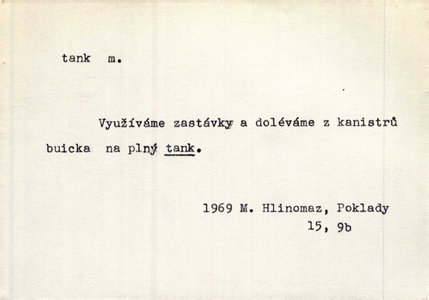 tank m.
Využíváme zastávky a doléváme z kanistrů
buicka na plný tank.
1969 M. Hlinomaz, Poklady
15, 9b